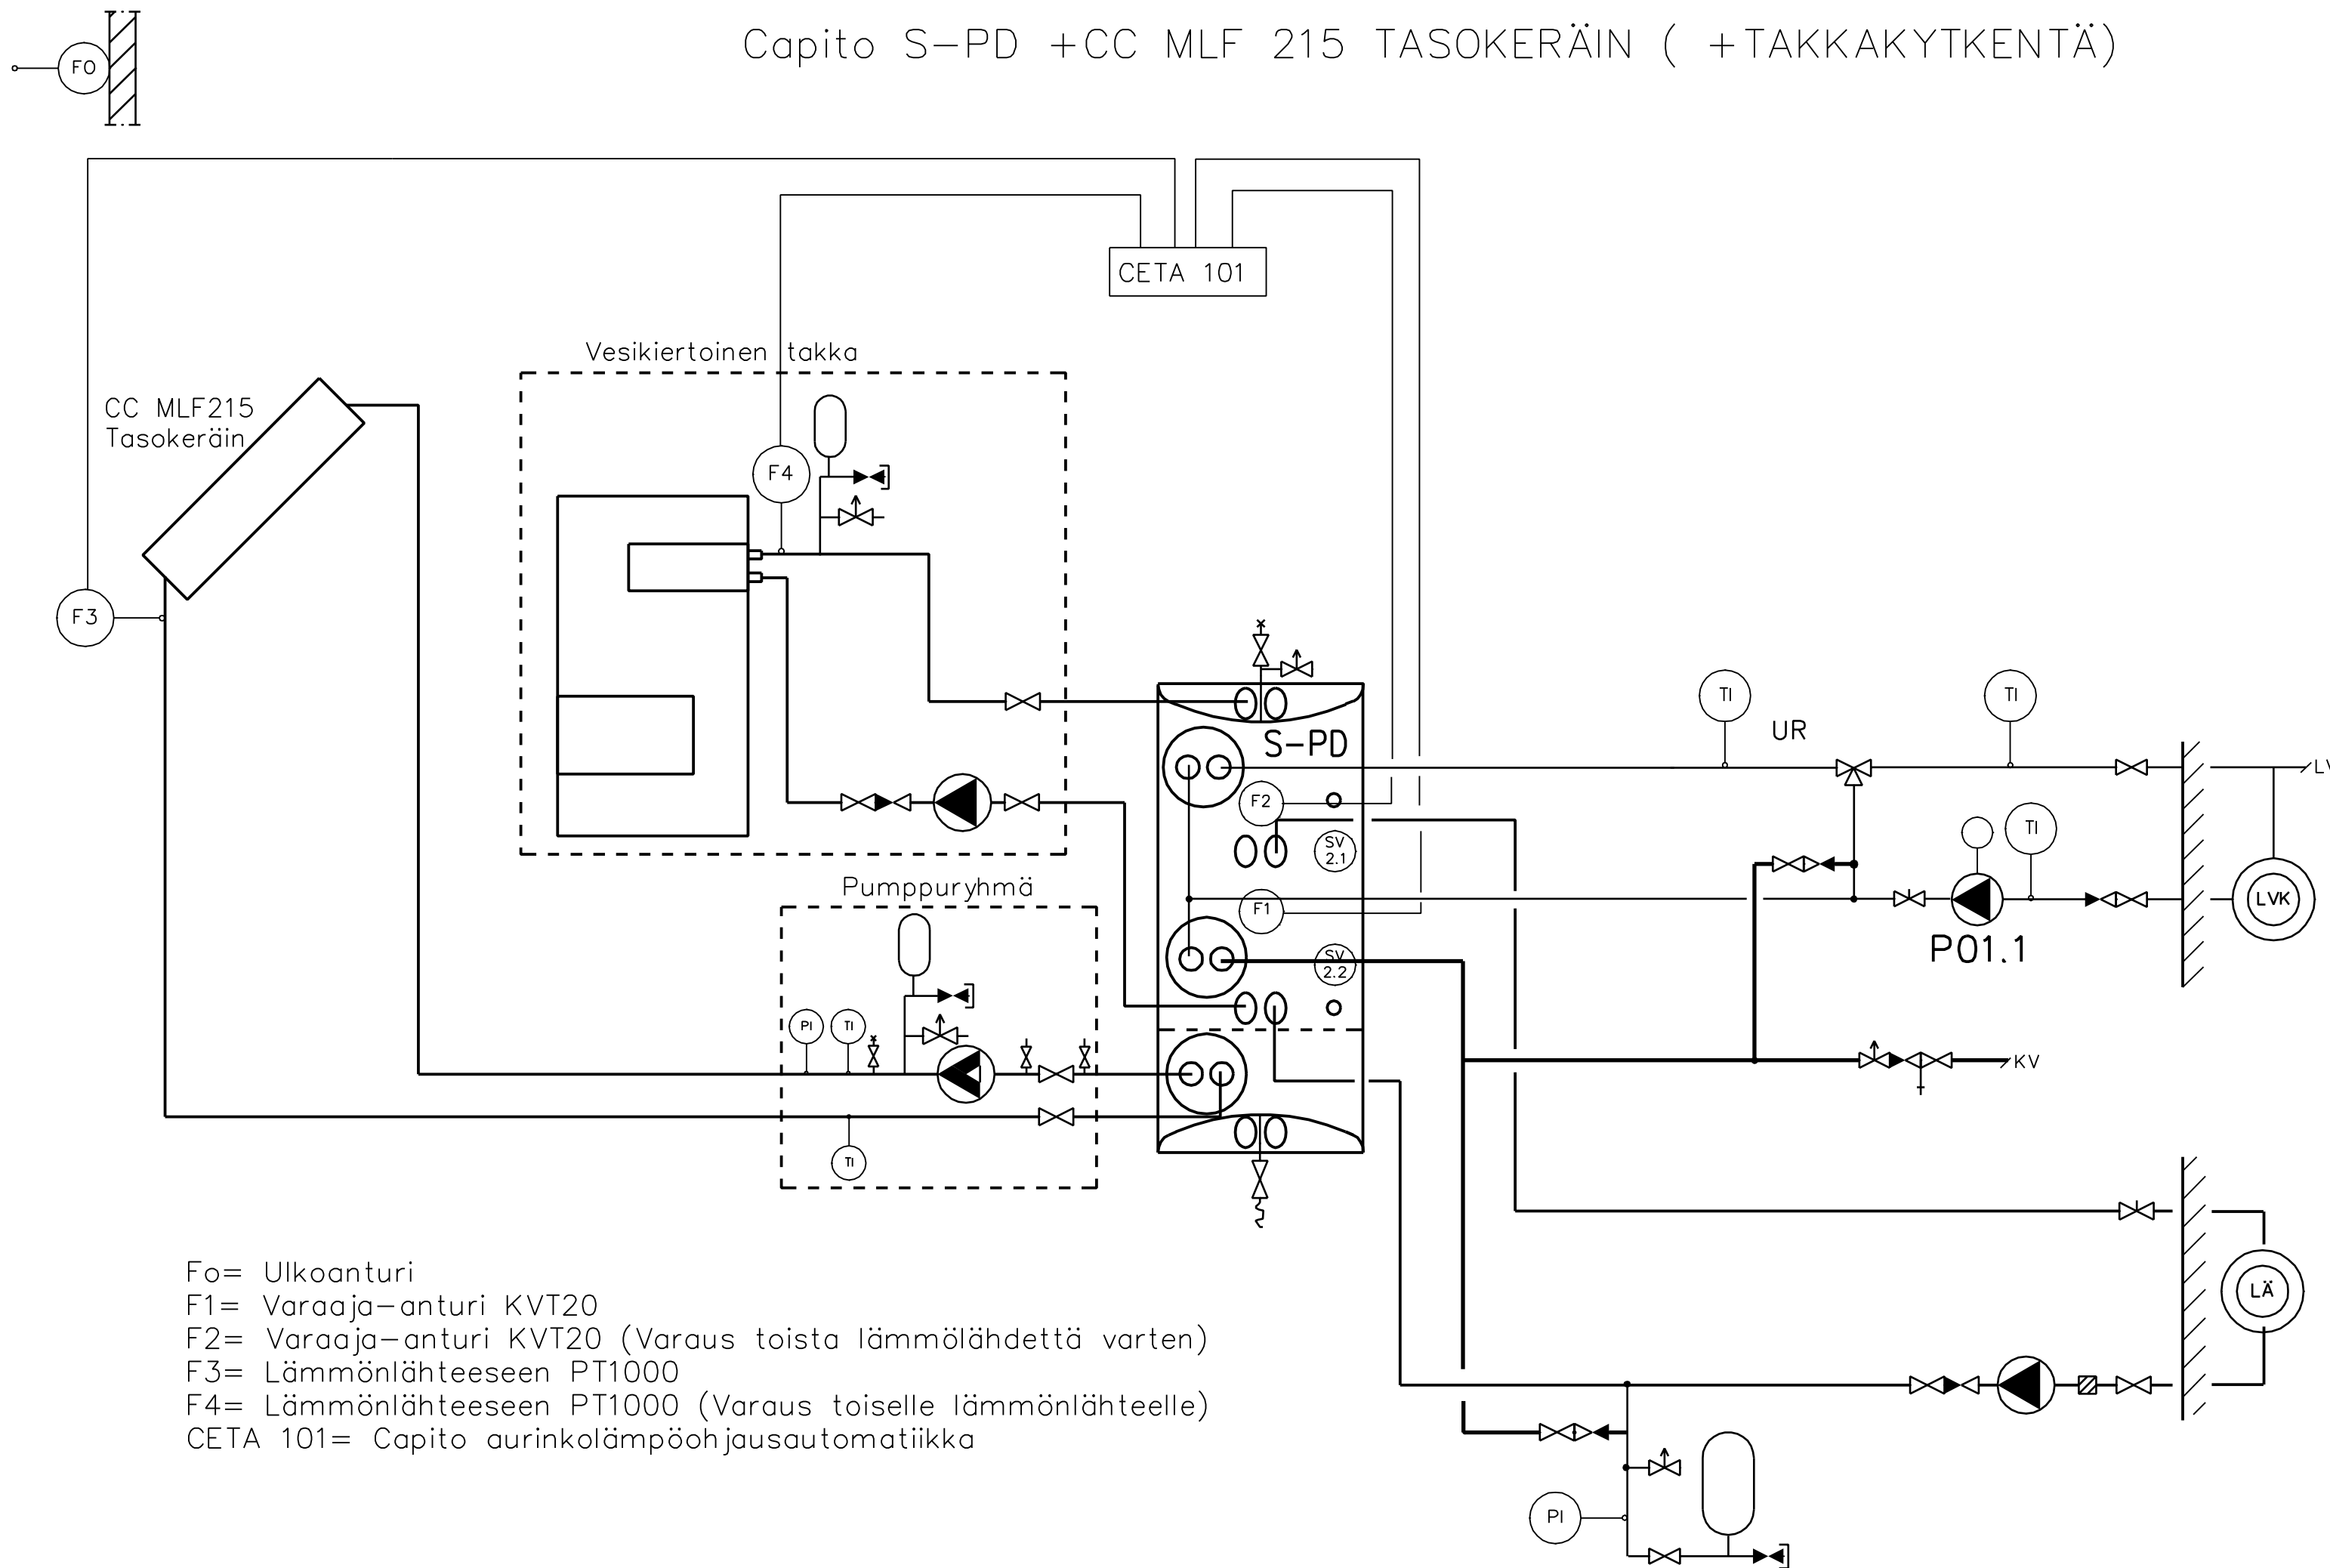 Capito S-PD +CC MLF 215 TASOKERÄIN ( +TAKKAKYTKENTÄ)
FO
CETA 101
Vesikiertoinen takka
CC MLF215
Tasokeräin
F4
F3
S-PD
TI
TI
UR
LV
F2
SV
2.1
TI
Pumppuryhmä
F1
LVK
P01.1
SV
2.2
PI
TI
KV
TI
LÄ
Fo= Ulkoanturi
F1= Varaaja-anturi KVT20
F2= Varaaja-anturi KVT20 (Varaus toista lämmölähdettä varten)
F3= Lämmönlähteeseen PT1000
F4= Lämmönlähteeseen PT1000 (Varaus toiselle lämmönlähteelle)
CETA 101= Capito aurinkolämpöohjausautomatiikka
PI